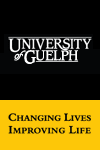 UNIVERSITY
OF GUELPH
CHANGING LIVES
IMPROVING LIFE